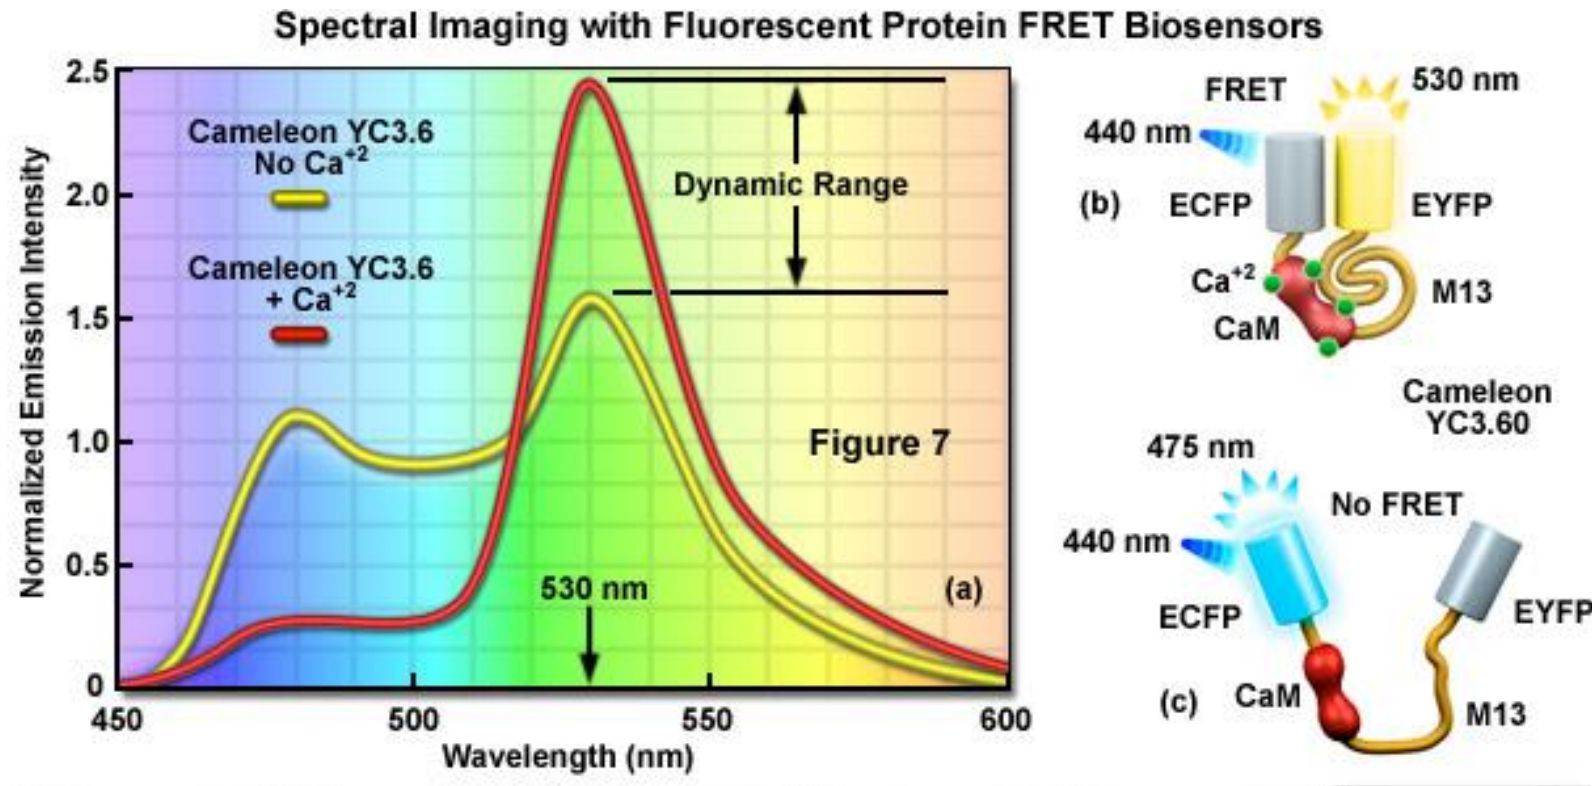 Spectral Imaging with Fluorescent Protein FRET Biosensors
Normalized Emission Intensity
2.5
2.0
1.5
1.0
0.5
0
450
500
550
600
Wavelength (nm)
Cameleon YC3.6
No Ca+2
Cameleon YC3.6
+ Ca+2
Dynamic Range
Figure 7
530 nm
(a)
FRET
530 nm
440 nm
(b)
ECFP
EYFP
Ca+2
M13
CaM
Cameleon
YC3.60
475 nm
No FRET
440 nm
ECFP
EYFP
(c)
CaM
M13